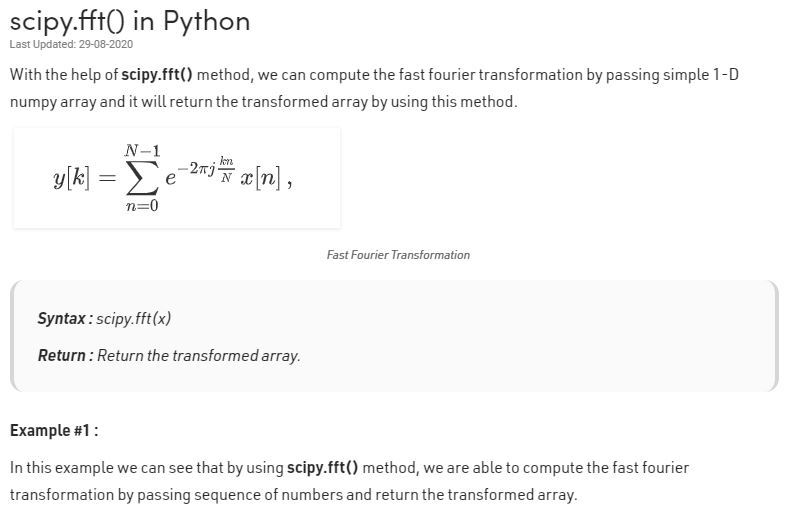 scipy.fft() in Python
Last Updated: 29-08-2020
With the help of scipy.fft() method, we can compute the fast fourier transformation by passing simple 1-D
numpy array and it will return the transformed array by using this method.
y[k] = \sum_{n=0}^{N-1} e^{-2\pi j \frac{kn}{N}} x[n] ,
Fast Fourier Transformation
Syntax : scipy.fft(x)
Return : Return the transformed array.
Example #1 :
In this example we can see that by using scipy.fft() method, we are able to compute the fast fourier
transformation by passing sequence of numbers and return the transformed array.